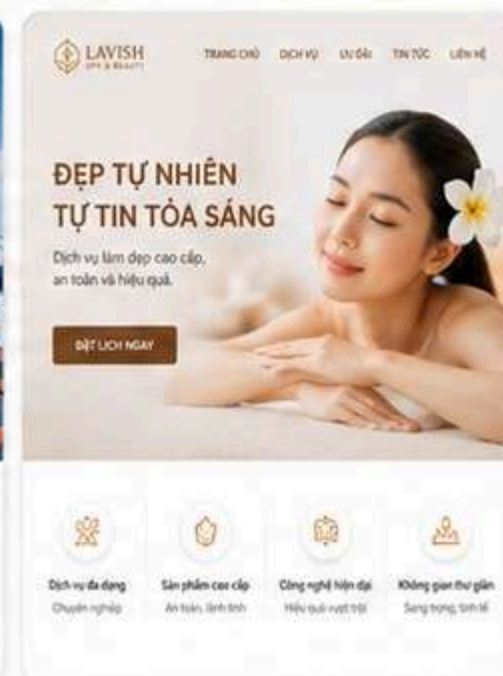 LAVISH
SPA & BEAUTY
TRANG CHỦ DỊCH VỤ ƯU ĐÃI TIN TỨC LIÊN HỆ
ĐẸP TỰ NHIÊN
TỰ TIN TỎA SÁNG
Dịch vụ làm đẹp cao cấp,
an toàn và hiệu quả.
ĐẶT LỊCH NGAY
Dịch vụ đa dạng
Chuyên nghiệp
Sản phẩm cao cấp
An toàn, lành tính
Công nghệ hiện đại
Hiệu quả vượt trội
Không gian thư giãn
Sang trọng, tinh tế